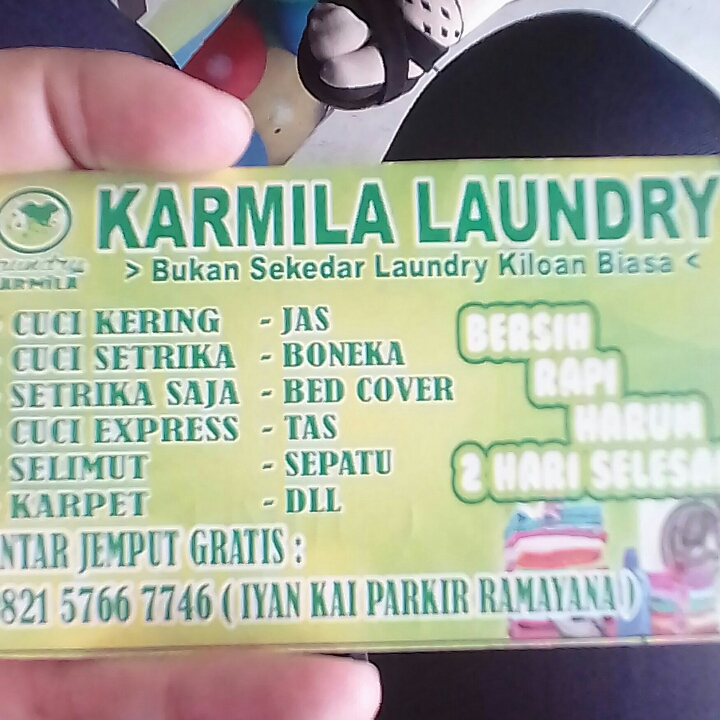 KARMILA LAUNDRY
> Bukan Sekedar Laundry Kiloan Biasa <
CUCI KERING
CUCI SETRIKA
SETRIKA SAJA
CUCI EXPRESS
SELIMUT
KARPET
- JAS
- BONEKA
- BED COVER
- TAS
- SEPATU
- DLL
BERSIH
RAPI
HARUM
2 HARI SELESAI
NTAR JEMPUT GRATIS :
821 5766 7746 ( IYAN KAI PARKIR RAMAYANA )